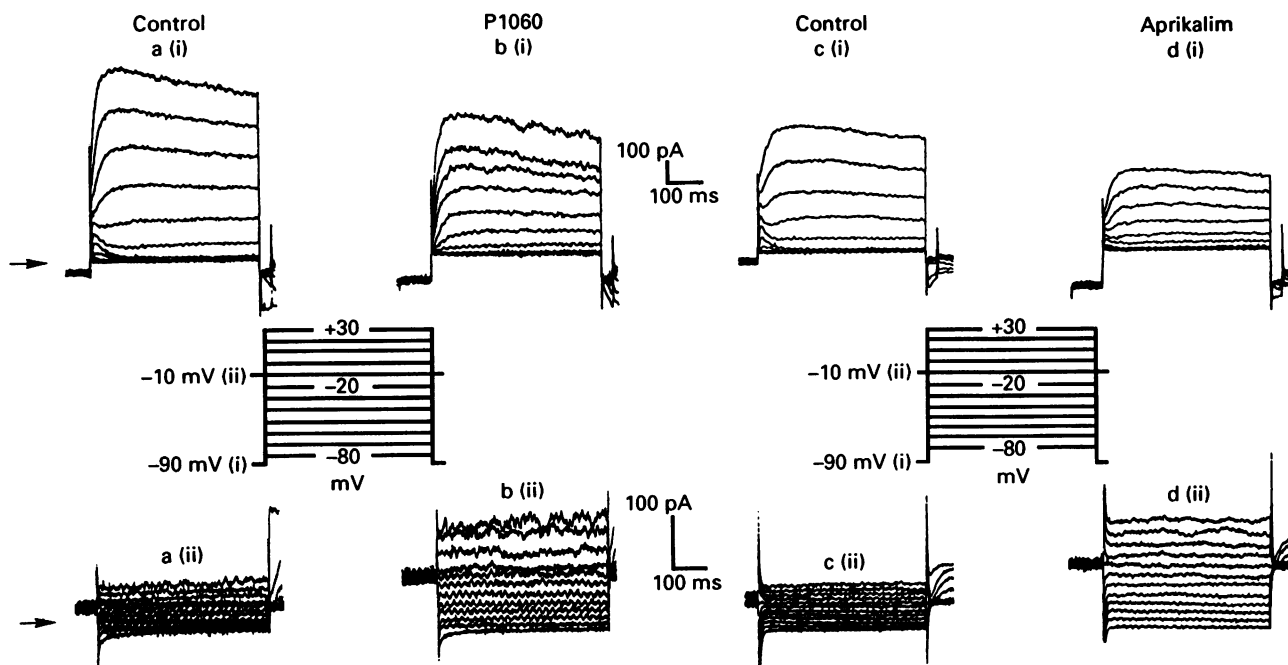 Control
a (i)
P1060
b (i)
Control
c (i)
Aprikalim
d (i)
100 pA
100 ms
+30
−10 mV (ii)
−20
−90 mV (i)
−80
mV
+30
−10 mV (ii)
−20
−90 mV (i)
−80
mV
a (ii)
b (ii)
100 pA
100 ms
c (ii)
d (ii)